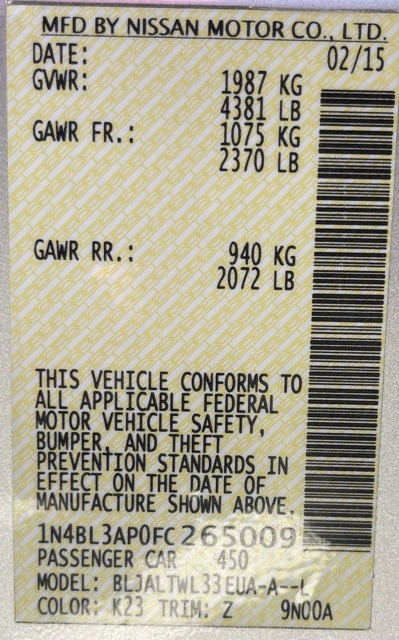 MFD BY NISSAN MOTOR CO., LTD.
DATE: 02/15
GVWR: 1987 KG
4381 LB
GAWR FR.: 1075 KG
2370 LB
GAWR RR.: 940 KG
2072 LB
THIS VEHICLE CONFORMS TO
ALL APPLICABLE FEDERAL
MOTOR VEHICLE SAFETY,
BUMPER, AND THEFT
PREVENTION STANDARDS IN
EFFECT ON THE DATE OF
MANUFACTURE SHOWN ABOVE.
1N4BL3AP0FC265009
PASSENGER CAR 450
MODEL: BLJALTWL33EUA-A--L
COLOR: K23 TRIM: Z 9N00A